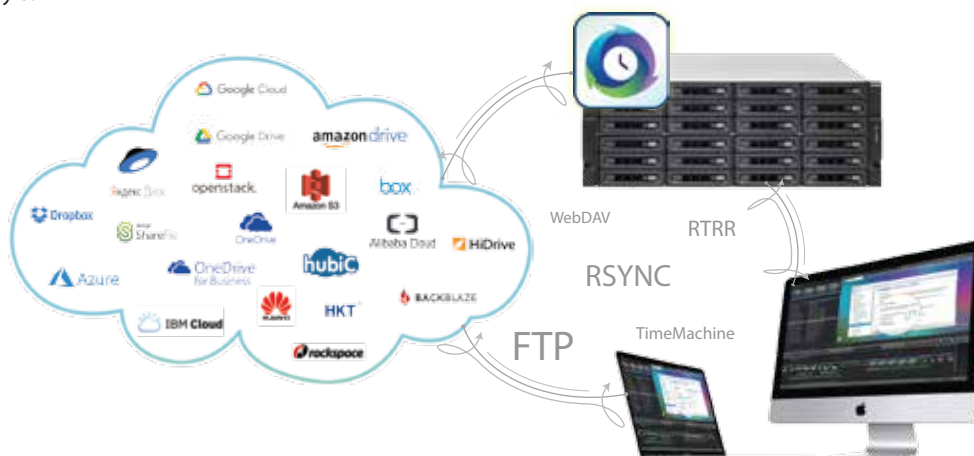 Google Cloud
Google Drive
amazondrive
Яндекс Диск
openstack.
Amazon S3
box
Dropbox
ShareFile
OneDrive
Alibaba Cloud
HiDrive
Azure
OneDrive
for Business
hubiC
HUAWEI
HKT
BACKBLAZE
IBM Cloud
rackspace
WebDAV
RTRR
RSYNC
FTP
TimeMachine